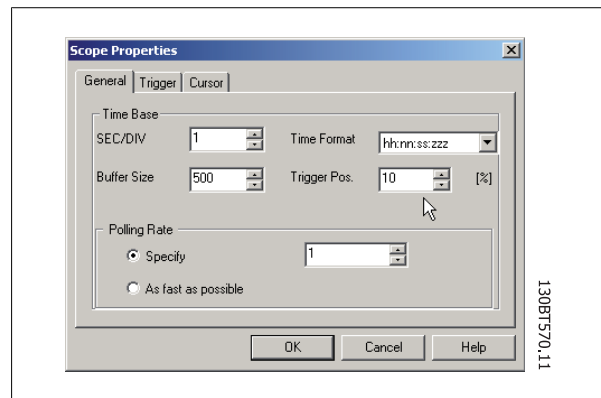 Scope Properties
General Trigger Cursor
Time Base
SEC/DIV 1 Time Format hh:nn:ss:zzz
Buffer Size 500 Trigger Pos. 10 [%]
Polling Rate
Specify 1
As fast as possible
OK Cancel Help
130BT570.11